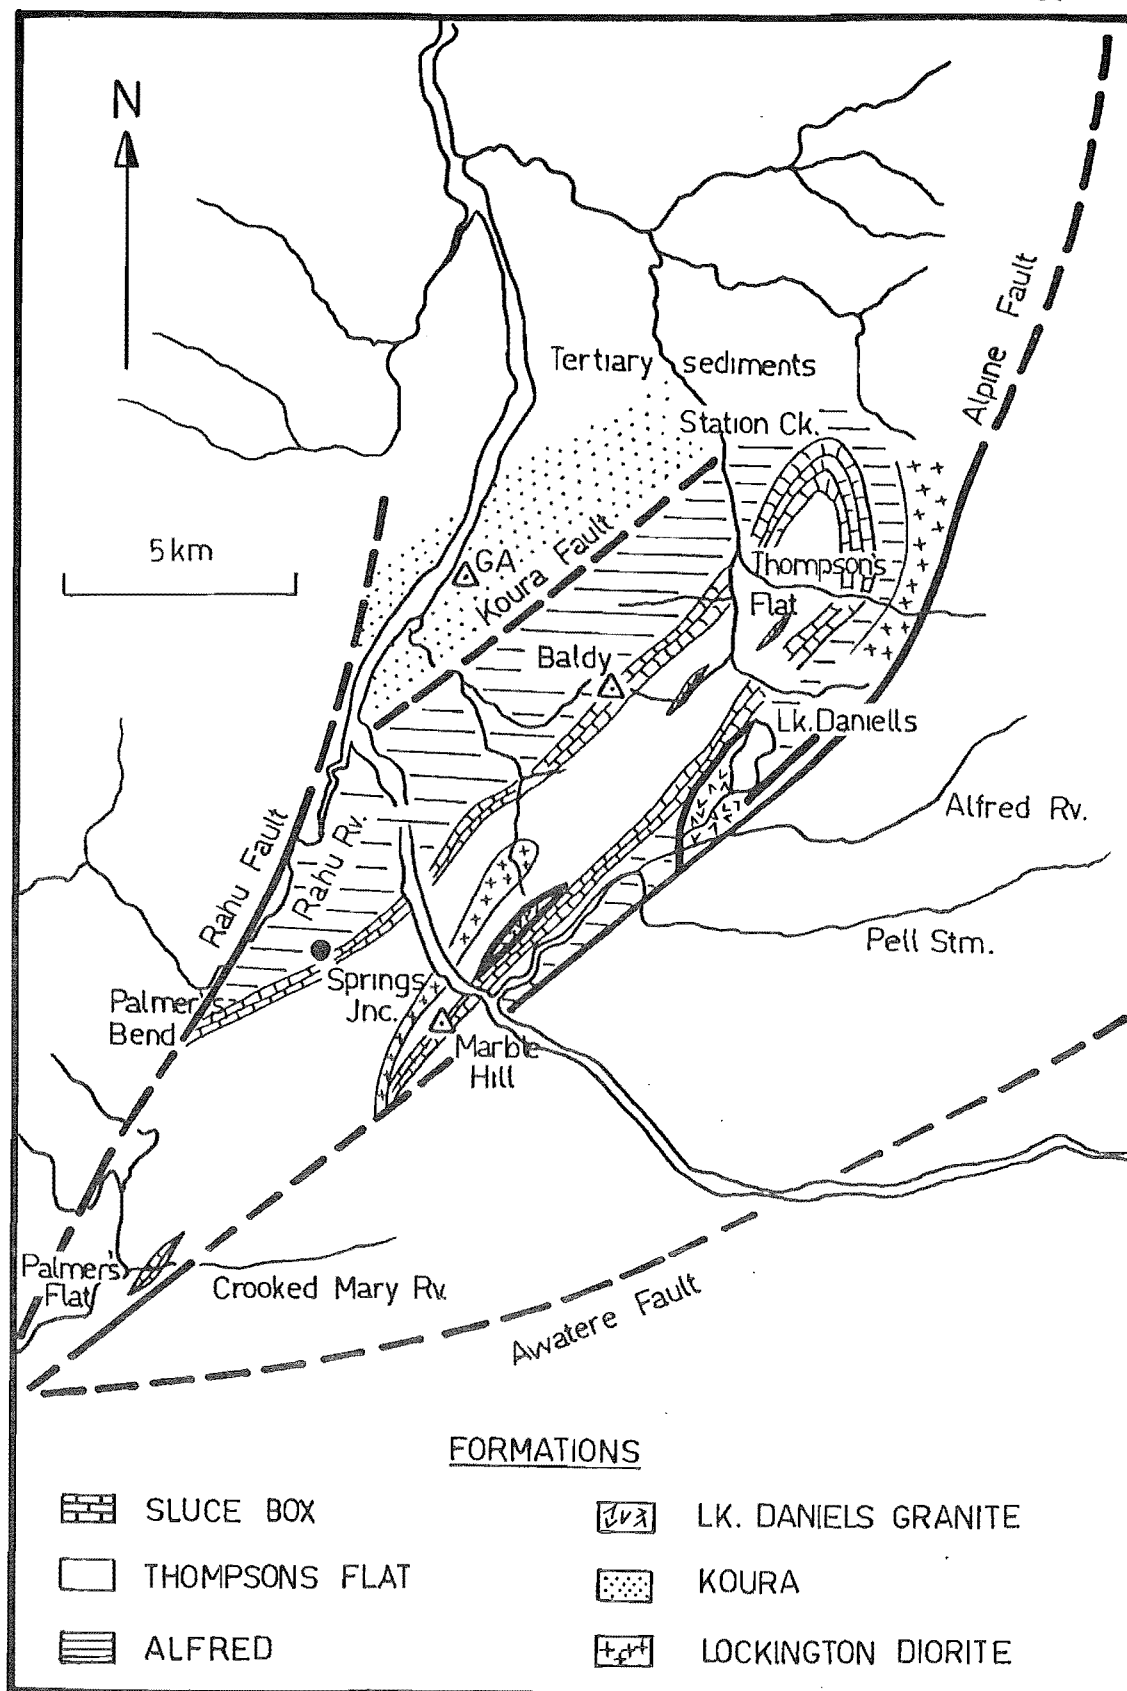 N
Alpine Fault
Tertiary sediments
Station Ck.
5km
GA
Koura Fault
Thompson's
Flat
Baldy
Lk. Daniells
Alfred Rv.
Rahu Fault
Rahu Rv.
Pell Stm.
Springs
Jnc.
Palmer's
Bend
Marble
Hill
Palmer's
Flat
Crooked Mary Rv.
Awatere Fault
FORMATIONS
SLUCE BOX
THOMPSONS FLAT
ALFRED
LK. DANIELS GRANITE
KOURA
LOCKINGTON DIORITE